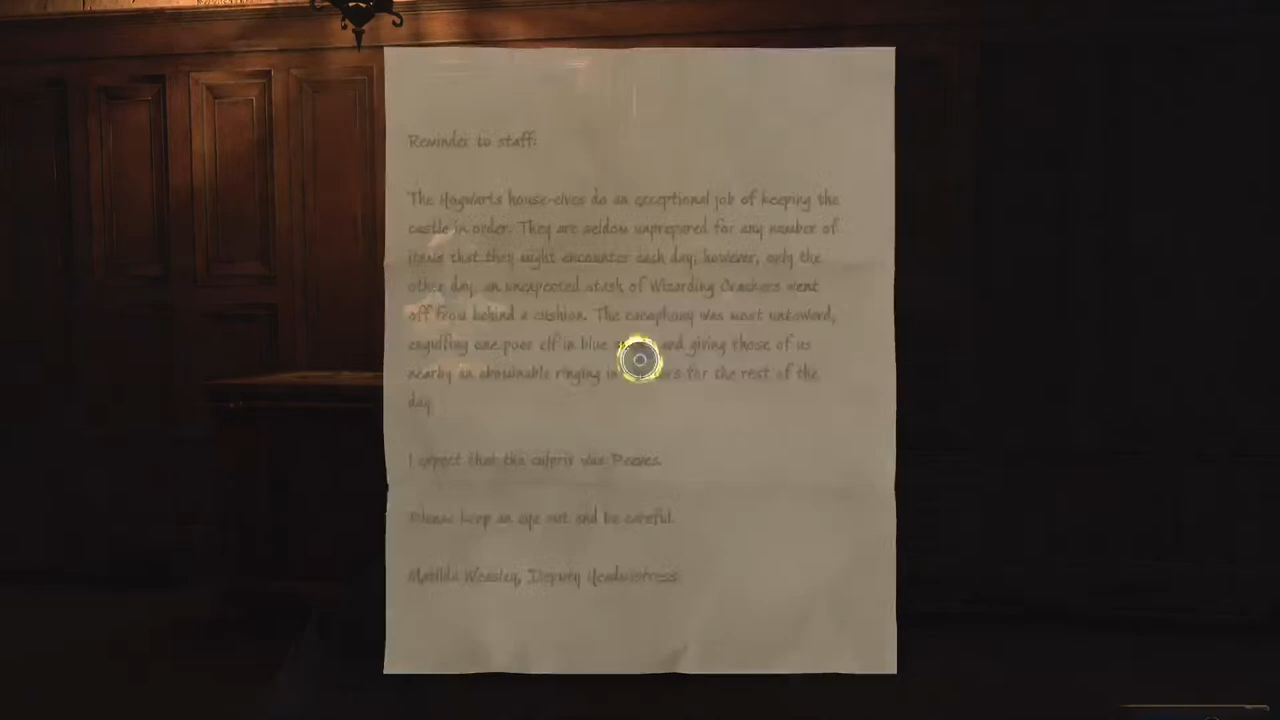 Reminder to staff:
The Hogwarts house-elves do an exceptional job of keeping the
castle in order. They are seldom unprepared for any number of
items that they might encounter each day; however, only the
other day, an unexpected stash of Wizarding Crackers went
off from behind a cushion. The cacophony was most untoward,
engulfing one poor elf in blue and giving those of us
nearby an abominable ringing in for the rest of the
day.
I expect that the culprit was Peeves.
Please keep an eye out and be careful.
Matilda Weasley, Deputy Headmistress